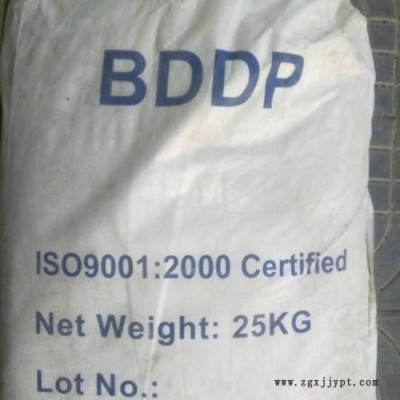 BDDP
ISO9001:2000 Certified
Net Weight: 25KG
Lot No.:
www.zgxjjypt.com